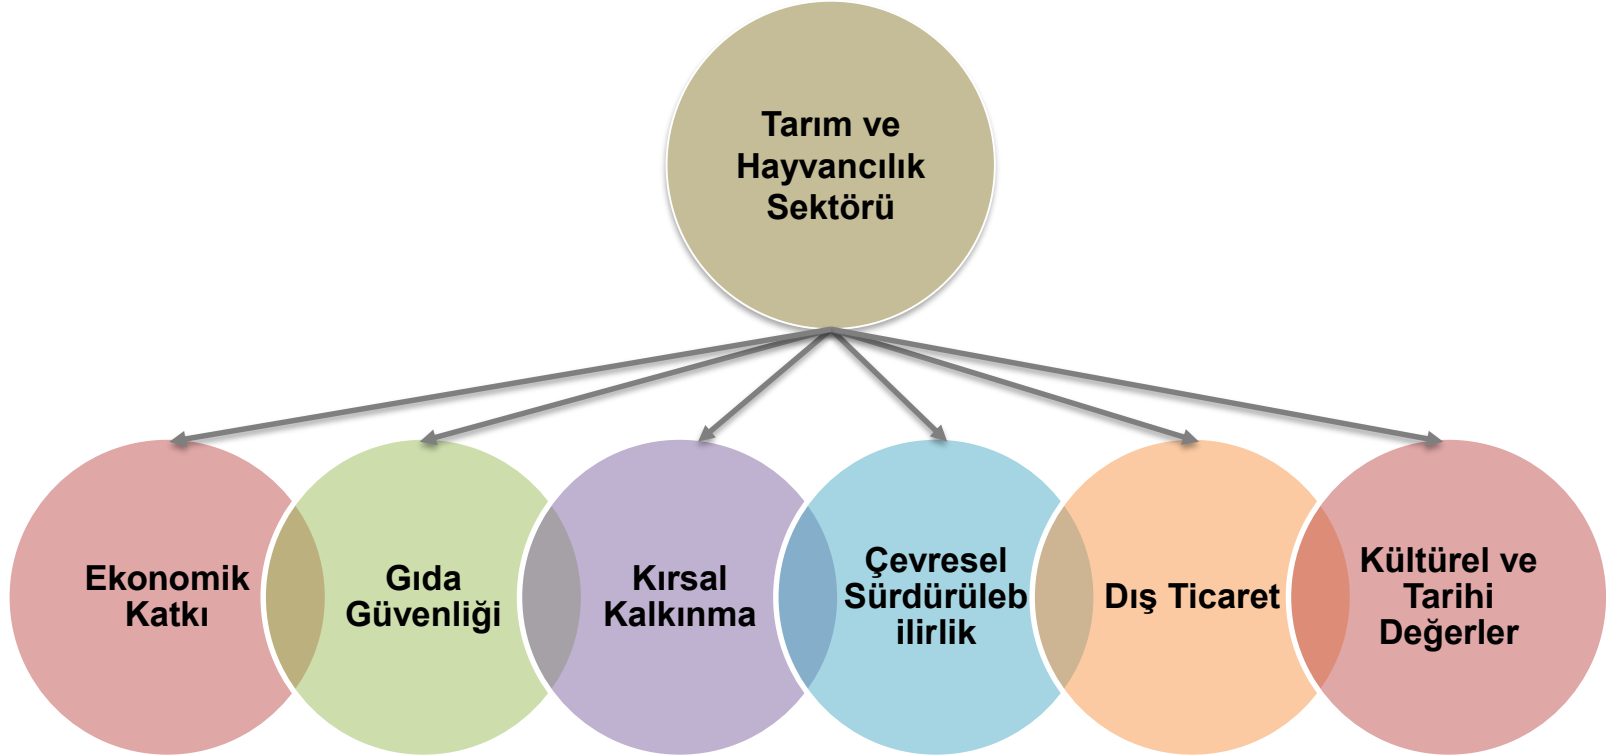 Tarım ve
Hayvancılık
Sektörü
Ekonomik
Katkı
Gıda
Güvenliği
Kırsal
Kalkınma
Çevresel
Sürdürüleb
ilirlik
Dış Ticaret
Kültürel ve
Tarihi
Değerler